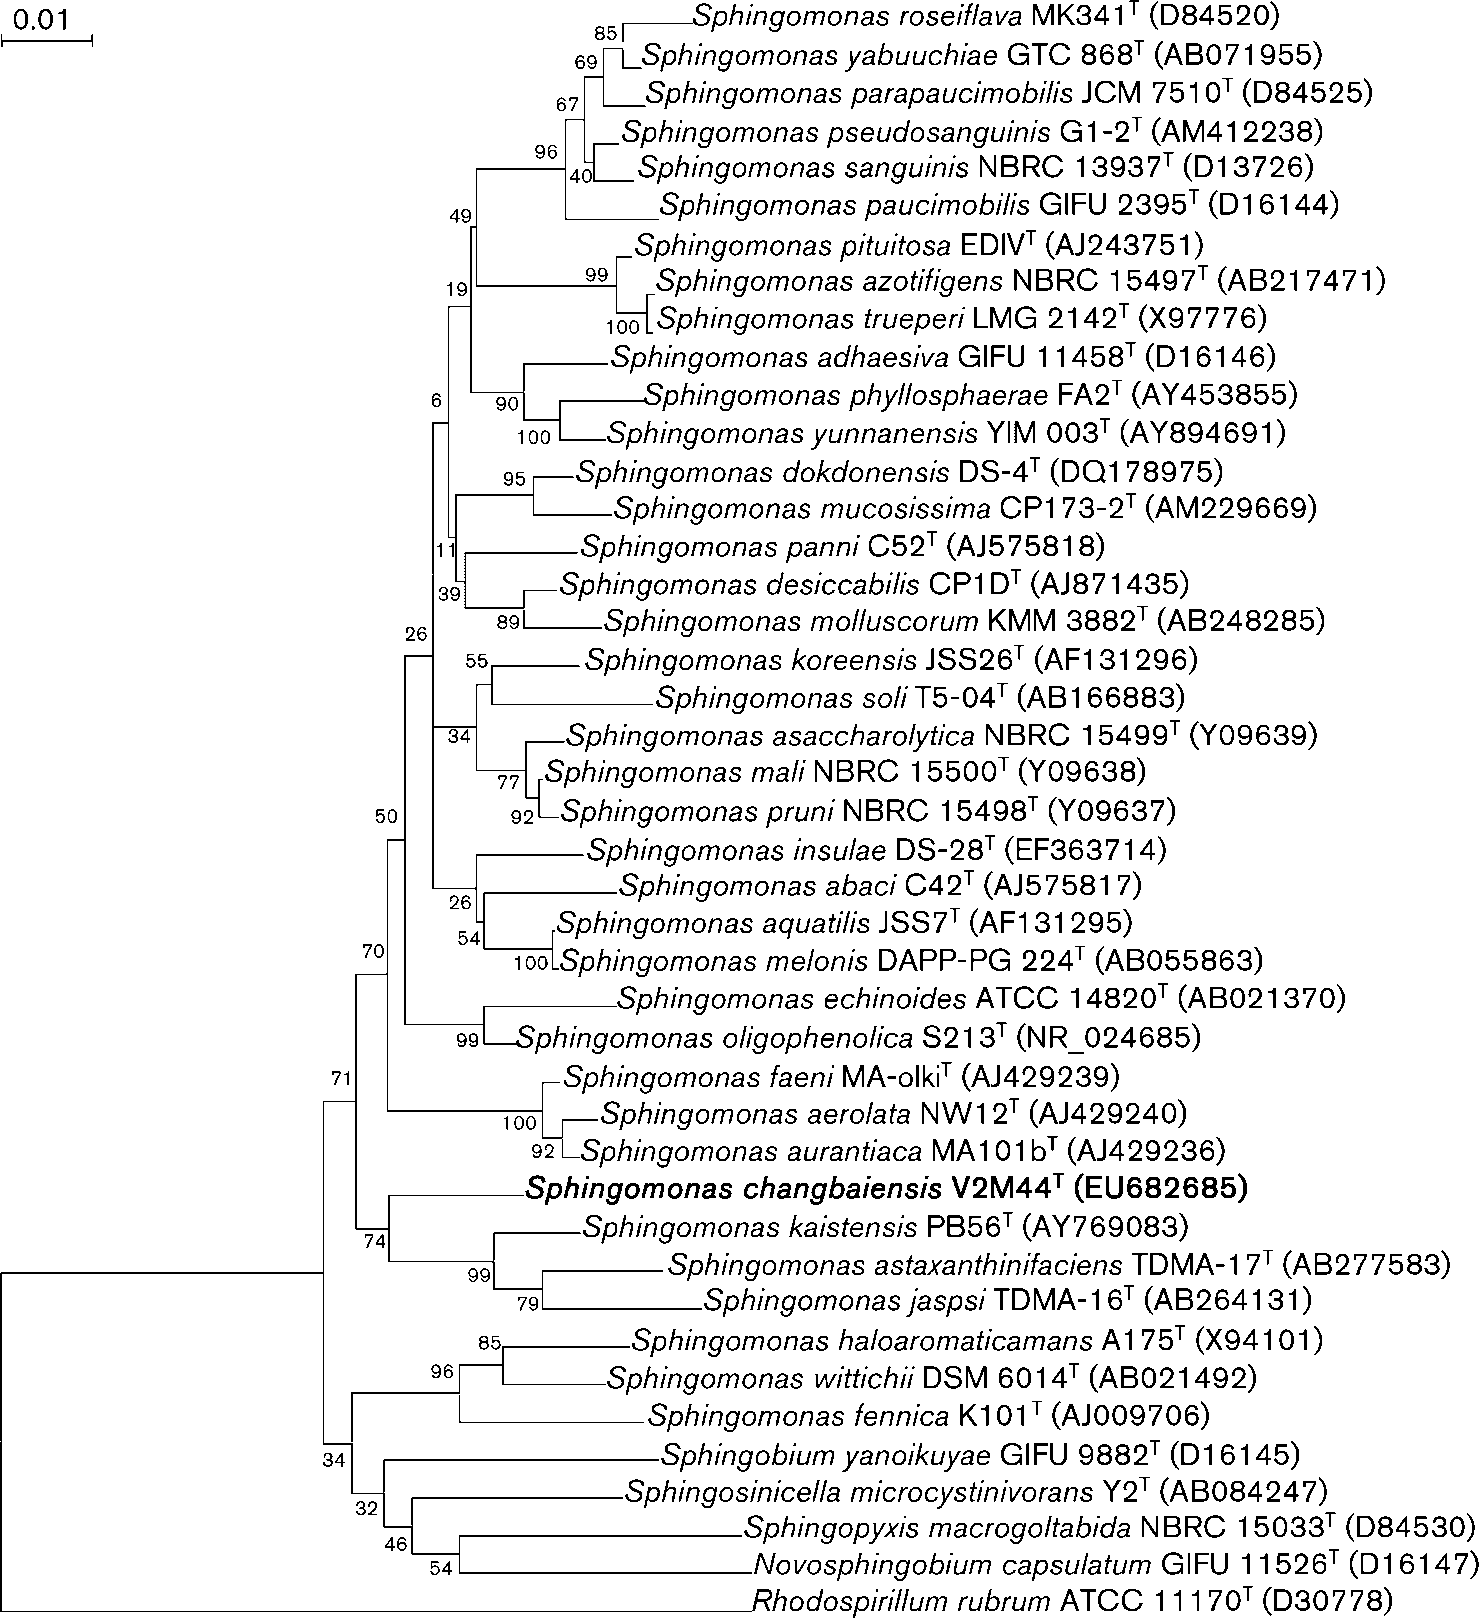 0.01
Sphingomonas roseiflava MK341ᵀ (D84520)
85
Sphingomonas yabuuchiae GTC 868ᵀ (AB071955)
69
Sphingomonas parapaucimobilis JCM 7510ᵀ (D84525)
67
Sphingomonas pseudosanguinis G1-2ᵀ (AM412238)
96
Sphingomonas sanguinis NBRC 13937ᵀ (D13726)
40
Sphingomonas paucimobilis GIFU 2395ᵀ (D16144)
49
Sphingomonas pituitosa EDIVᵀ (AJ243751)
99
Sphingomonas azotifigens NBRC 15497ᵀ (AB217471)
19
Sphingomonas trueperi LMG 2142ᵀ (X97776)
100
Sphingomonas adhaesiva GIFU 11458ᵀ (D16146)
Sphingomonas phyllosphaerae FA2ᵀ (AY453855)
6
90
Sphingomonas yunnanensis YIM 003ᵀ (AY894691)
100
Sphingomonas dokdonensis DS-4ᵀ (DQ178975)
95
Sphingomonas mucosissima CP173-2ᵀ (AM229669)
Sphingomonas panni C52ᵀ (AJ575818)
11
Sphingomonas desiccabilis CP1Dᵀ (AJ871435)
39
Sphingomonas molluscorum KMM 3882ᵀ (AB248285)
89
26
Sphingomonas koreensis JSS26ᵀ (AF131296)
55
Sphingomonas soli T5-04ᵀ (AB166883)
34
Sphingomonas asaccharolytica NBRC 15499ᵀ (Y09639)
Sphingomonas mali NBRC 15500ᵀ (Y09638)
77
Sphingomonas pruni NBRC 15498ᵀ (Y09637)
92
50
Sphingomonas insulae DS-28ᵀ (EF363714)
Sphingomonas abaci C42ᵀ (AJ575817)
26
Sphingomonas aquatilis JSS7ᵀ (AF131295)
54
70
Sphingomonas melonis DAPP-PG 224ᵀ (AB055863)
100
Sphingomonas echinoides ATCC 14820ᵀ (AB021370)
Sphingomonas oligophenolica S213ᵀ (NR_024685)
99
Sphingomonas faeni MA-olkiᵀ (AJ429239)
71
Sphingomonas aerolata NW12ᵀ (AJ429240)
100
Sphingomonas aurantiaca MA101bᵀ (AJ429236)
92
Sphingomonas changbaiensis V2M44ᵀ (EU682685)
Sphingomonas kaistensis PB56ᵀ (AY769083)
74
Sphingomonas astaxanthinifaciens TDMA-17ᵀ (AB277583)
99
Sphingomonas jaspsi TDMA-16ᵀ (AB264131)
79
Sphingomonas haloaromaticamans A175ᵀ (X94101)
85
Sphingomonas wittichii DSM 6014ᵀ (AB021492)
96
Sphingomonas fennica K101ᵀ (AJ009706)
Sphingobium yanoikuyae GIFU 9882ᵀ (D16145)
34
Sphingosinicella microcystinivorans Y2ᵀ (AB084247)
32
Sphingopyxis macrogoltabida NBRC 15033ᵀ (D84530)
46
Novosphingobium capsulatum GIFU 11526ᵀ (D16147)
54
Rhodospirillum rubrum ATCC 11170ᵀ (D30778)